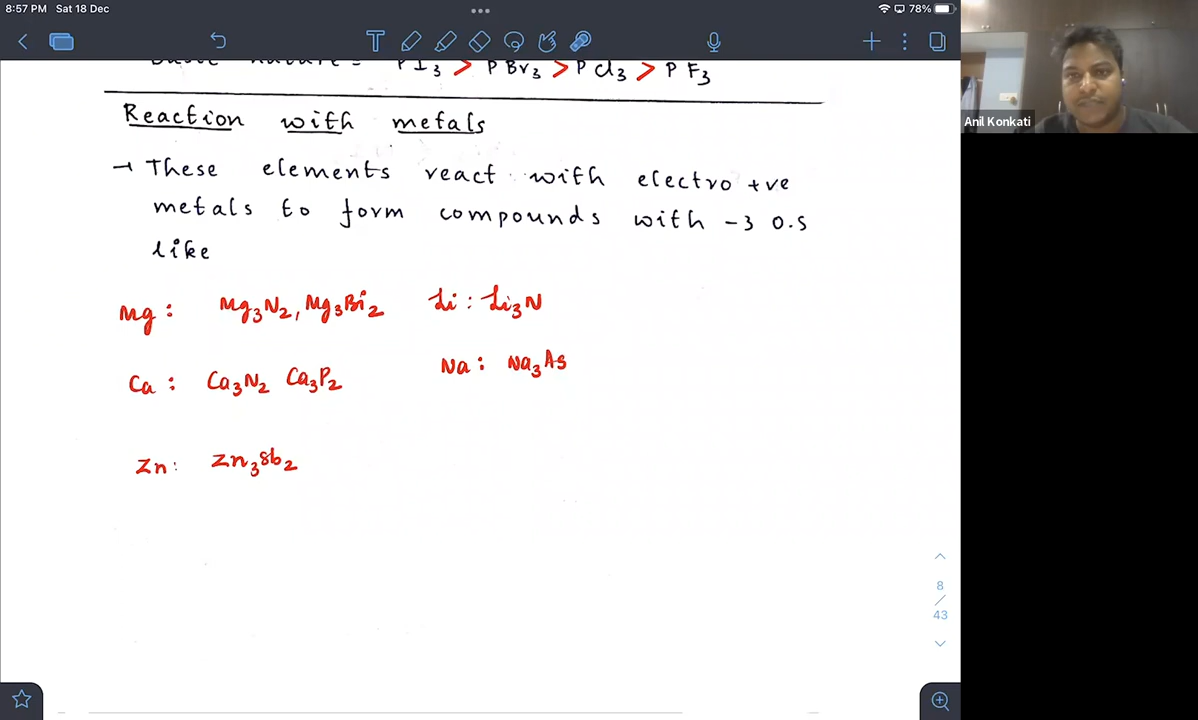 8:57 PM Sat 18 Dec
78%
Basic nature = PI3 > PBr3 > PCl3 > PF3
Anil Konkati
Reaction with metals
→ These elements react with electro +ve
metals to form compounds with -3 O.S
like
Mg : Mg3N2, Mg3Bi2 Li : Li3N
Na : Na3As
Ca : Ca3N2 Ca3P2
Zn : Zn3Sb2
8
/
43